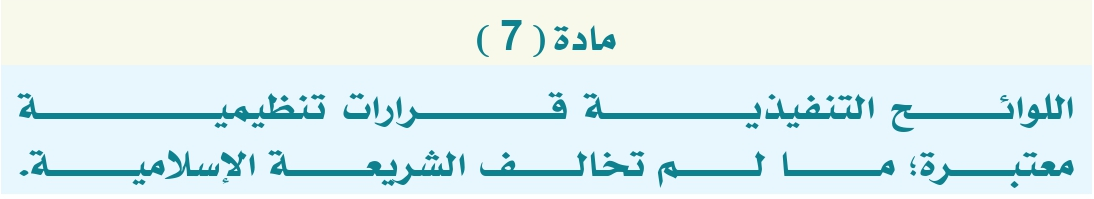 مادة ( 7 )
اللوائح التنفيذية قرارات تنظيمية
معتبرة؛ ما لم تخالف الشريعة الإسلامية.